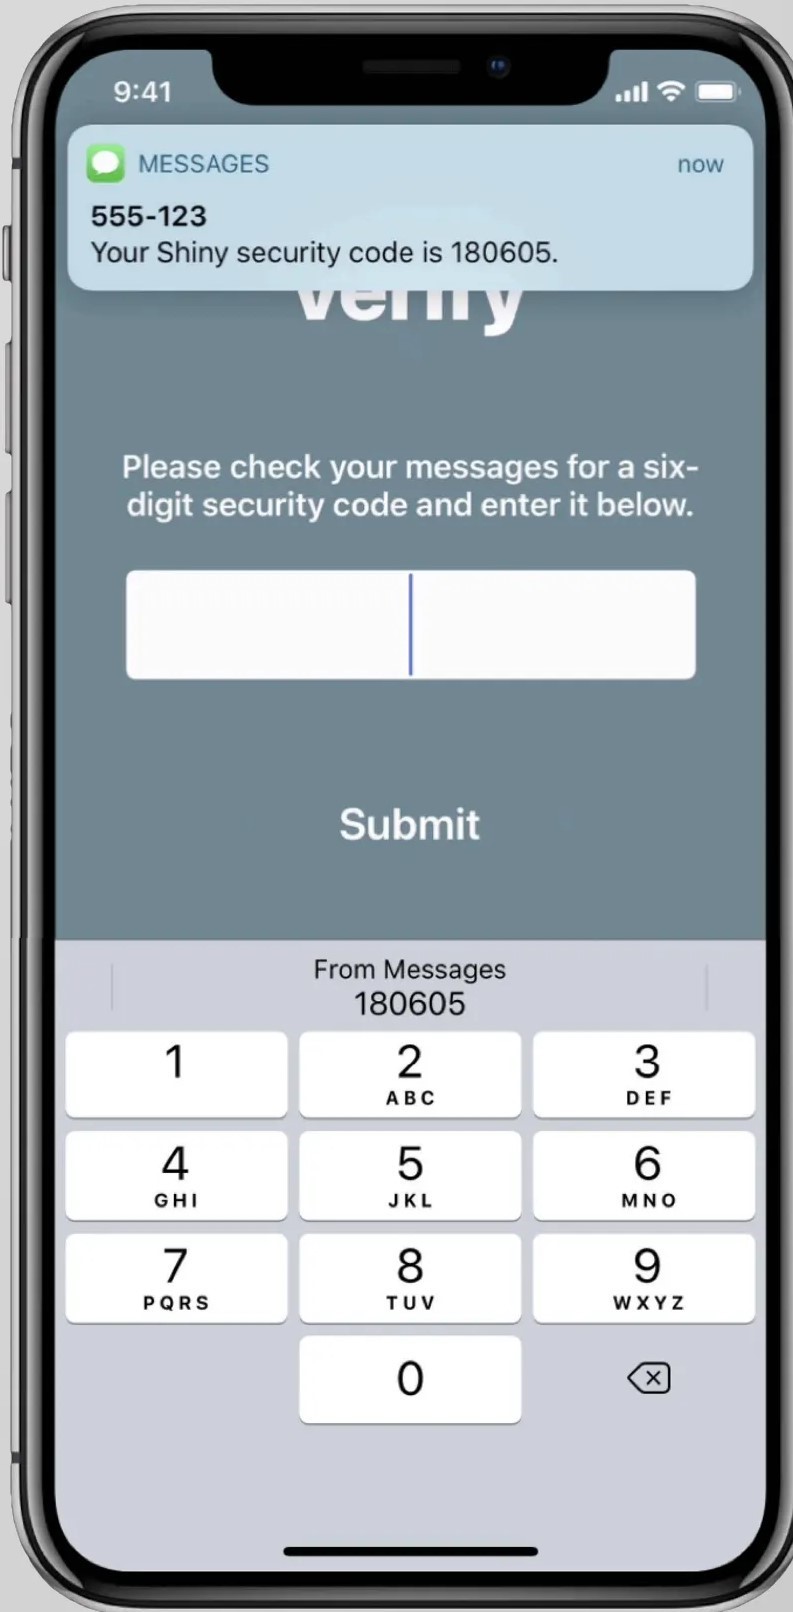 9:41
MESSAGES
now
555-123
Your Shiny security code is 180605.
verify
Please check your messages for a six-
digit security code and enter it below.
Submit
From Messages
180605
1
2
ABC
3
DEF
4
GHI
5
JKL
6
MNO
7
PQRS
8
TUV
9
WXYZ
0